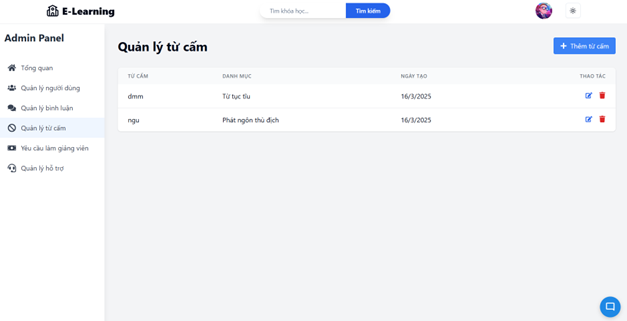 E-Learning
Tìm khóa học...
Tìm kiếm
Admin Panel
Tổng quan
Quản lý người dùng
Quản lý bình luận
Quản lý từ cấm
Yêu cầu làm giảng viên
Quản lý hỗ trợ
Quản lý từ cấm
Thêm từ cấm
TỪ CẤM DANH MỤC NGÀY TẠO THAO TÁC
dmm Từ tục tĩu 16/3/2025
ngu Phát ngôn thù địch 16/3/2025